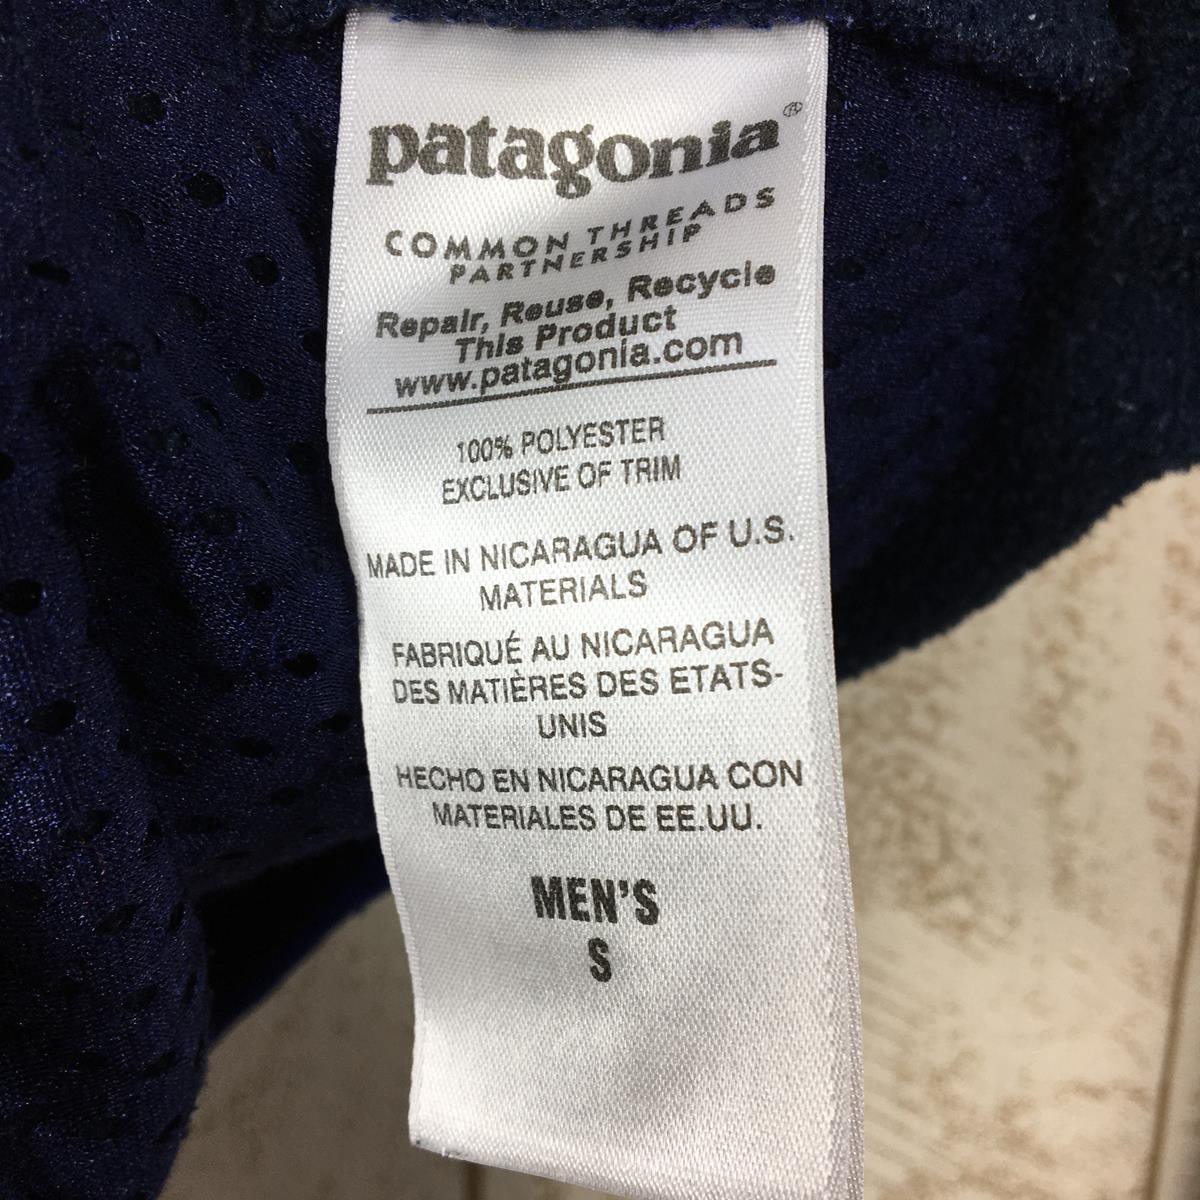 patagonia®
COMMON THREADS
PARTNERSHIP
Repair, Reuse, Recycle
This Product
www.patagonia.com
100% POLYESTER
EXCLUSIVE OF TRIM
MADE IN NICARAGUA OF U.S.
MATERIALS
FABRIQUÉ AU NICARAGUA
DES MATIÈRES DES ETATS-
UNIS
HECHO EN NICARAGUA CON
MATERIALES DE EE.UU.
MEN'S
S